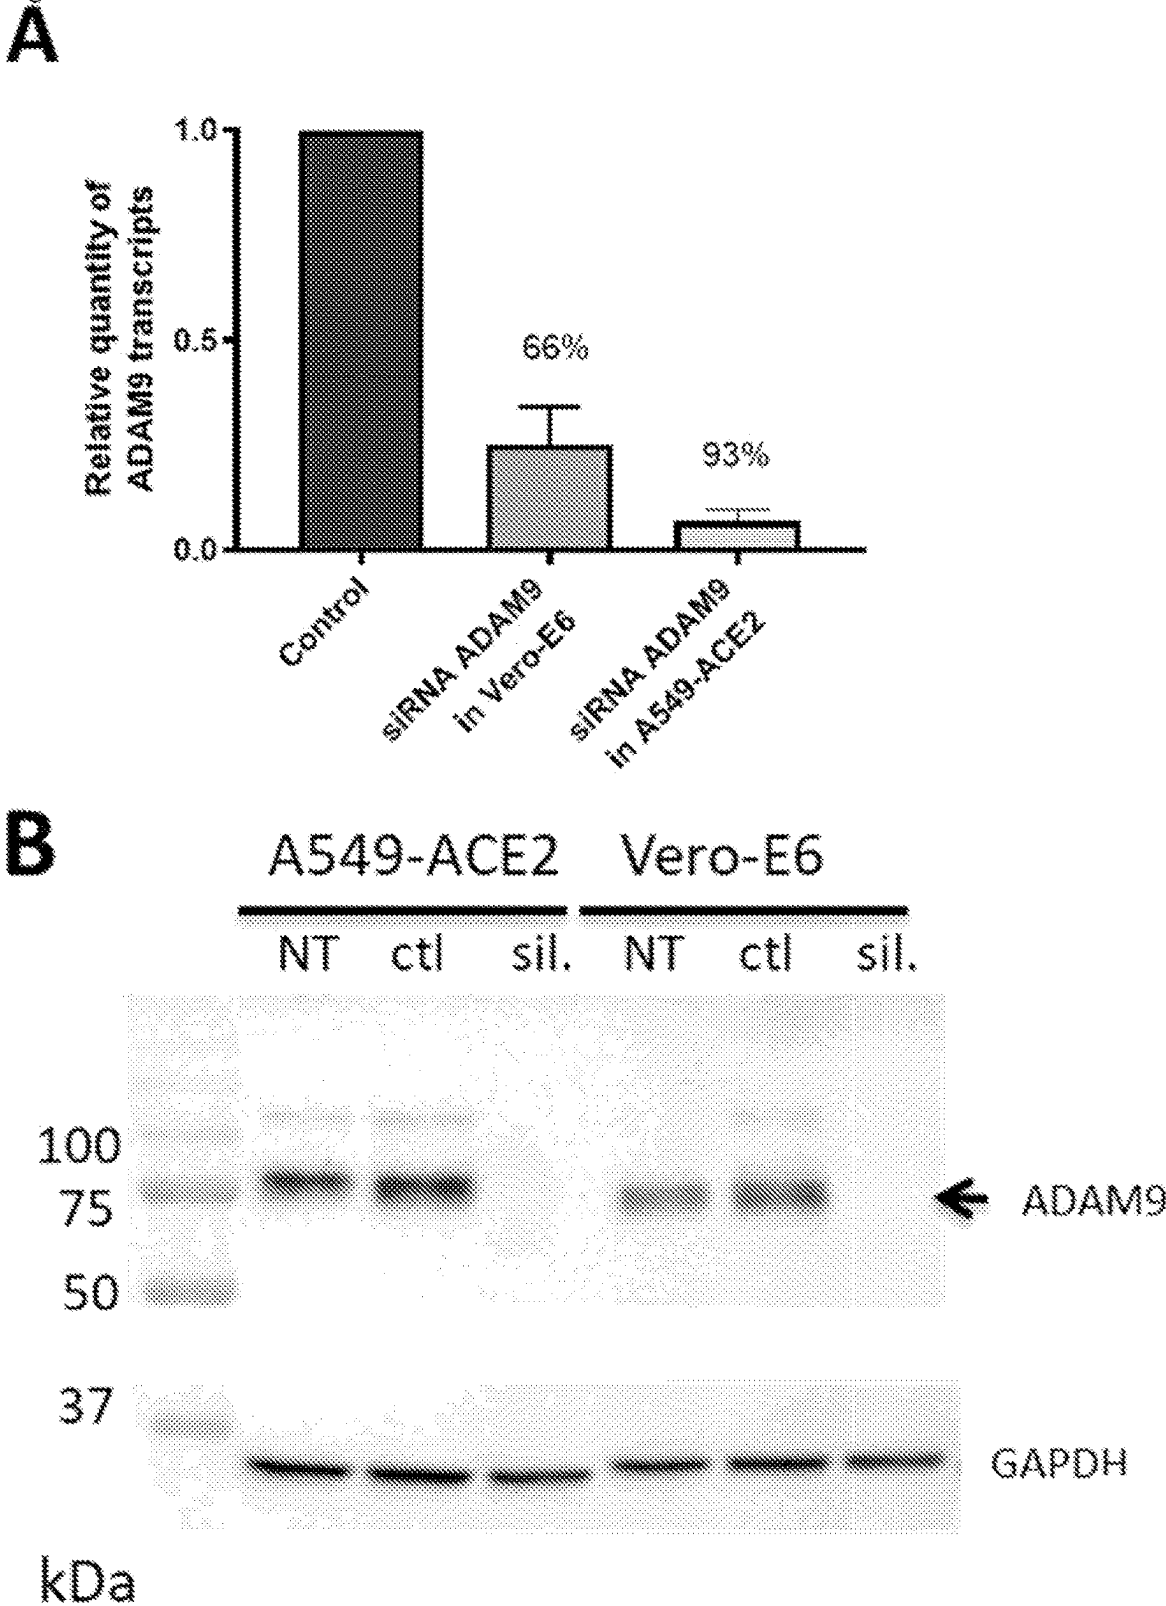 A
Relative quantity of
ADAM9 transcripts
1.0
0.5
0.0
66%
93%
Control
siRNA ADAM9
in Vero-E6
siRNA ADAM9
in A549-ACE2
B
A549-ACE2 Vero-E6
NT ctl sil. NT ctl sil.
100
75
50
37
ADAM9
GAPDH
kDa